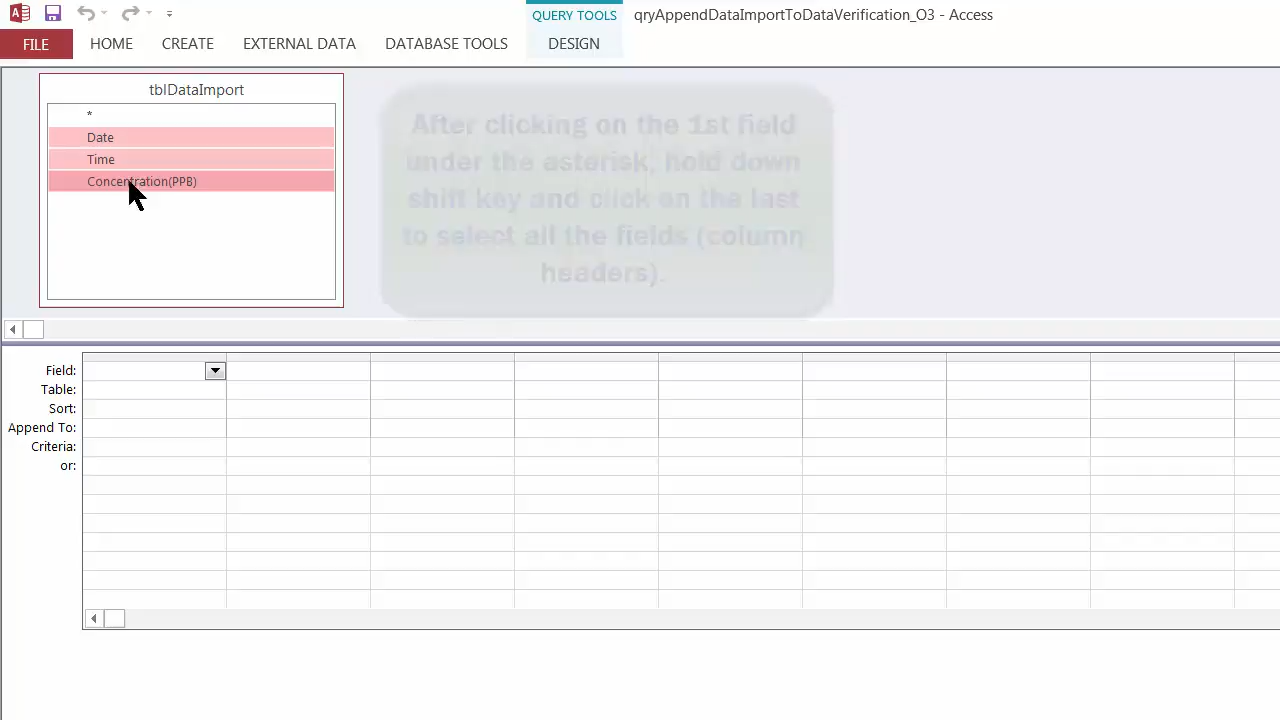 QUERY TOOLS qryAppendDataImportToDataVerification_O3 - Access
FILE HOME CREATE EXTERNAL DATA DATABASE TOOLS DESIGN
tblDataImport
*
Date
Time
Concentration(PPB)
After clicking on the 1st field
under the asterisk, hold down
shift key and click on the last
to select all the fields (column
headers).
Field:
Table:
Sort:
Append To:
Criteria:
or: